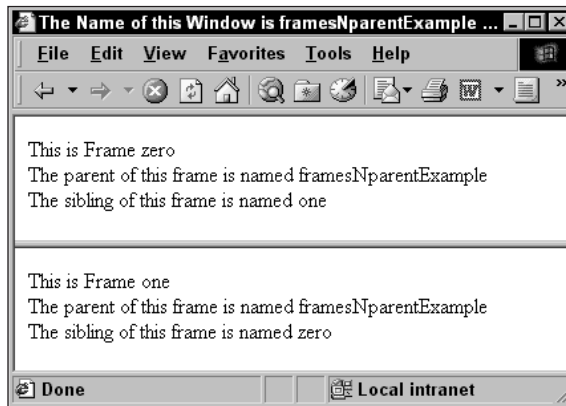 The Name of this Window is framesNparentExample ...
File Edit View Favorites Tools Help
This is Frame zero
The parent of this frame is named framesNparentExample
The sibling of this frame is named one
This is Frame one
The parent of this frame is named framesNparentExample
The sibling of this frame is named zero
Done Local intranet